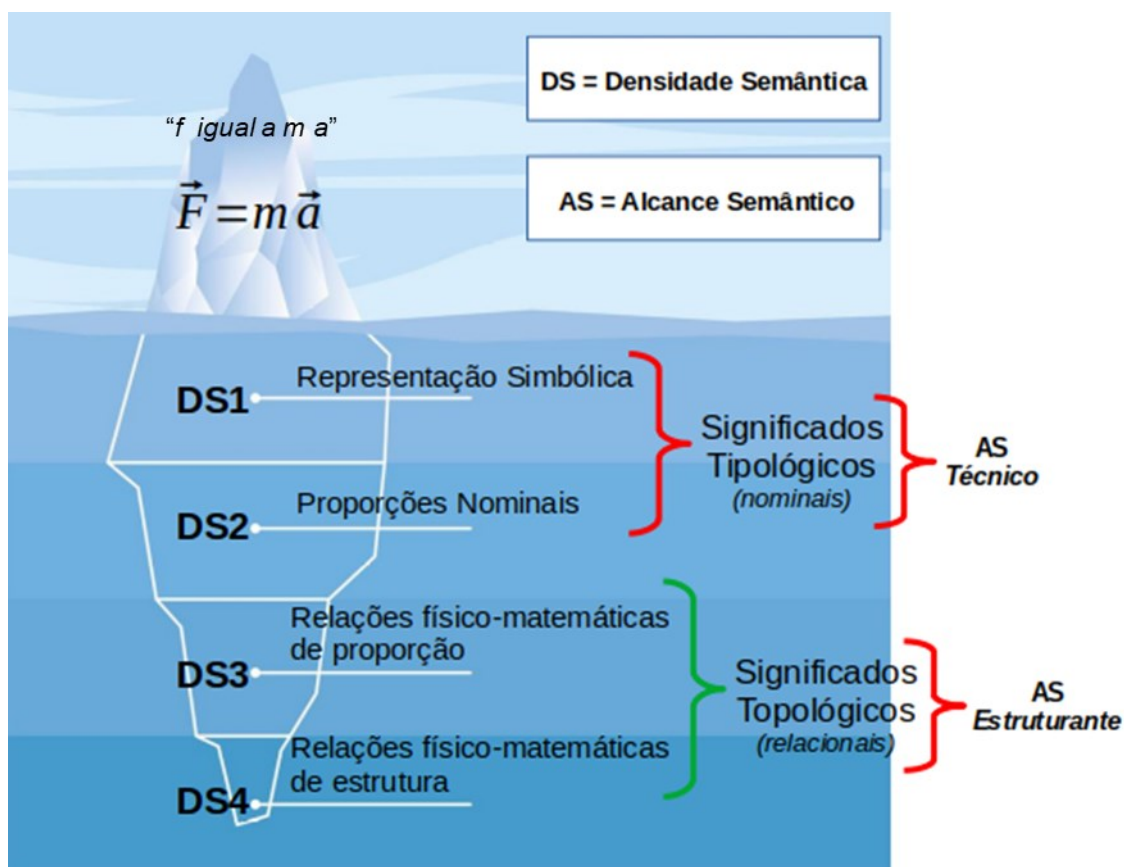 DS = Densidade Semântica
AS = Alcance Semântico
“f igual a m a”
F⃗=m a⃗
DS1
Representação Simbólica
DS2
Proporções Nominais
Significados
Tipológicos
(nominais)
AS
Técnico
DS3
Relações físico-matemáticas
de proporção
DS4
Relações físico-matemáticas
de estrutura
Significados
Topológicos
(relacionais)
AS
Estruturante